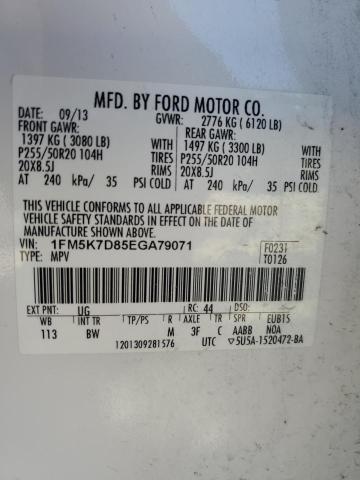 MFD. BY FORD MOTOR CO.
DATE: 09/13 GVWR: 2776 KG ( 6120 LB)
FRONT GAWR: REAR GAWR:
1397 KG ( 3080 LB) 1497 KG ( 3300 LB)
P255/50R20 104H TIRES P255/50R20 104H TIRES
20X8.5J RIMS 20X8.5J RIMS
AT 240 kPa/ 35 PSI COLD AT 240 kPa/ 35 PSI COLD
THIS VEHICLE CONFORMS TO ALL APPLICABLE FEDERAL MOTOR
VEHICLE SAFETY AND THEFT PREVENTION STANDARDS IN EFFECT ON THE DATE OF
MANUFACTURE SHOWN ABOVE.
VIN: 1FM5K7D85EGA79071 F0231
TYPE: MPV T0126
EXT PNT: UG RC: 44 DSO:
WB INT TR TP/PS R AXLE TR SPR EUB15
113 BW M 3F C AABB N0A
1201309281576 UTC ▽5U5A-1520472-BA